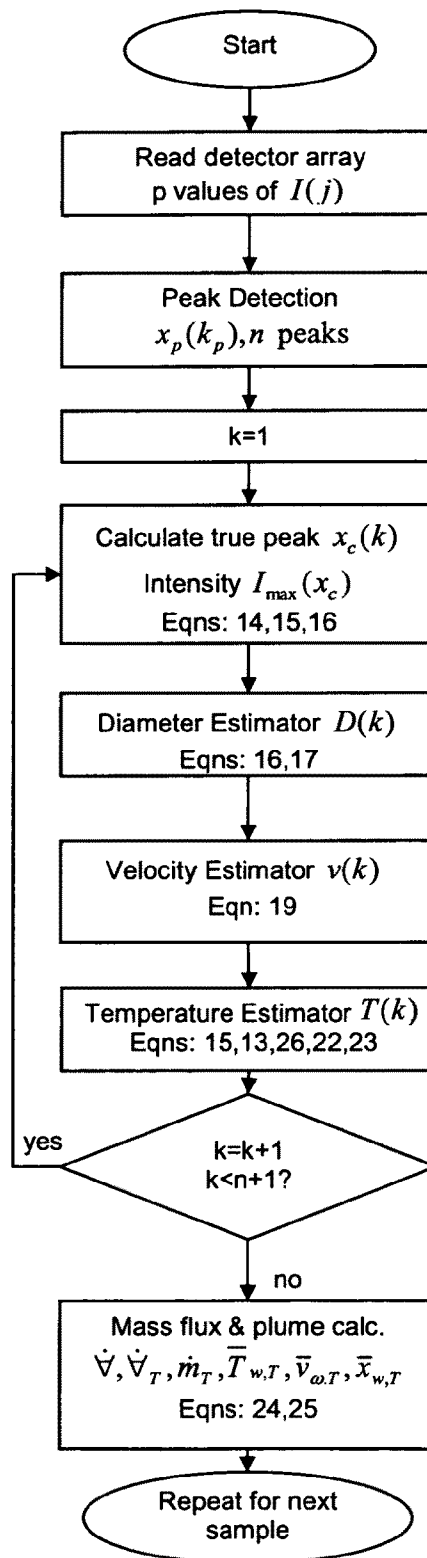 Start
Read detector array
p values of I(j)
Peak Detection
x_p(k_p), n peaks
k=1
Calculate true peak x_c(k)
Intensity I_max(x_c)
Eqns: 14,15,16
Diameter Estimator D(k)
Eqns: 16,17
Velocity Estimator v(k)
Eqn: 19
Temperature Estimator T(k)
Eqns: 15,13,26,22,23
yes
k=k+1
k<n+1?
no
Mass flux & plume calc.
∀̇, ∀̇_T, ṁ_T, T̅_w,T, v̅_ω.T, x̅_w,T
Eqns: 24,25
Repeat for next
sample